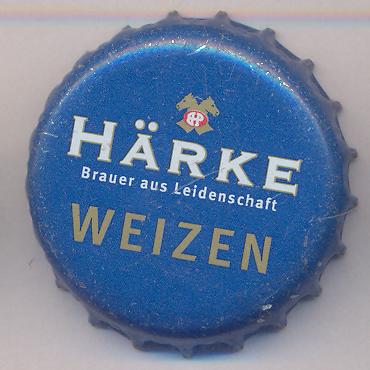 HÄRKE
Brauer aus Leidenschaft
WEIZEN